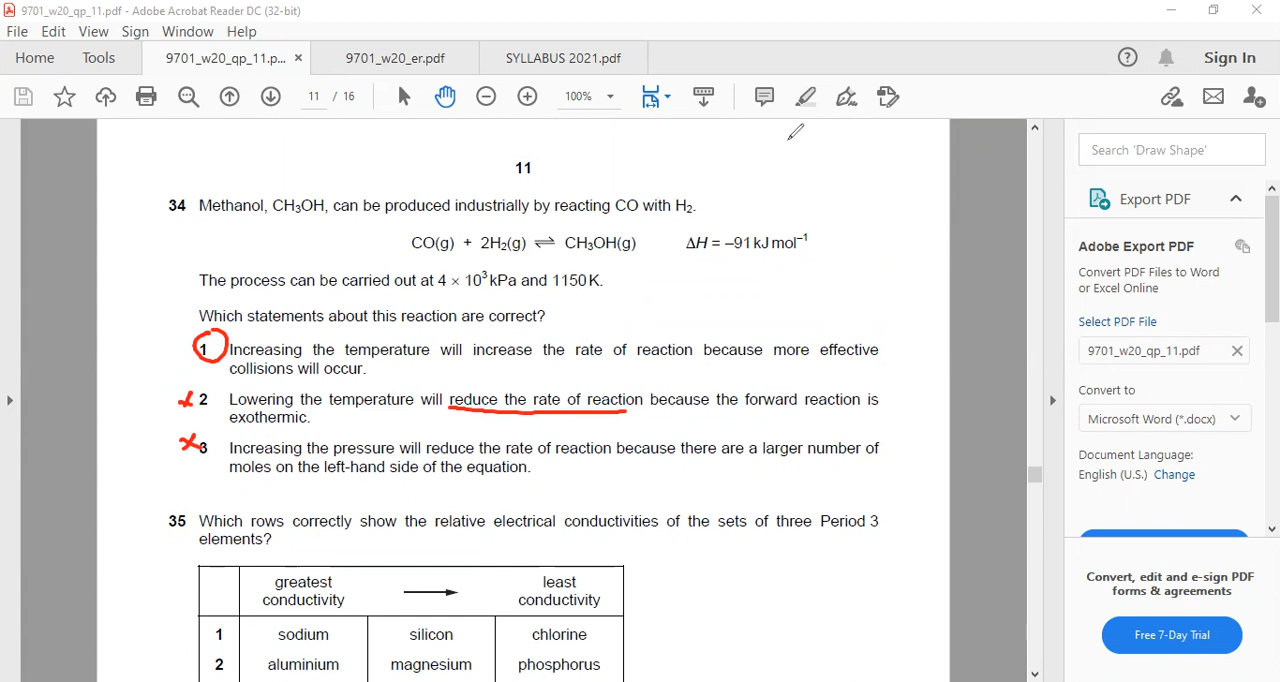 9701_w20_qp_11.pdf - Adobe Acrobat Reader DC (32-bit)
File Edit View Sign Window Help
Home Tools 9701_w20_qp_11.p... × 9701_w20_er.pdf SYLLABUS 2021.pdf Sign In
11 / 16 100%
11
34 Methanol, CH₃OH, can be produced industrially by reacting CO with H₂.
CO(g) + 2H₂(g) ⇌ CH₃OH(g) ΔH = –91 kJ mol⁻¹
The process can be carried out at 4 × 10³ kPa and 1150 K.
Which statements about this reaction are correct?
1 Increasing the temperature will increase the rate of reaction because more effective
collisions will occur.
2 Lowering the temperature will reduce the rate of reaction because the forward reaction is
exothermic.
3 Increasing the pressure will reduce the rate of reaction because there are a larger number of
moles on the left-hand side of the equation.
35 Which rows correctly show the relative electrical conductivities of the sets of three Period 3
elements?
greatest least
conductivity conductivity
1 sodium silicon chlorine
2 aluminium magnesium phosphorus
Search 'Draw Shape'
Export PDF
Adobe Export PDF
Convert PDF Files to Word
or Excel Online
Select PDF File
9701_w20_qp_11.pdf
Convert to
Microsoft Word (*.docx)
Document Language:
English (U.S.) Change
Convert, edit and e-sign PDF
forms & agreements
Free 7-Day Trial